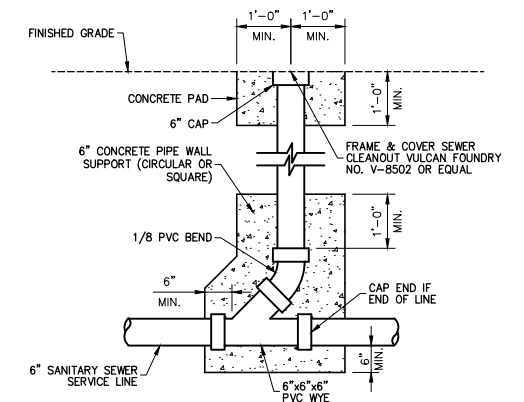 1'-0" 1'-0"
MIN. MIN.
FINISHED GRADE
CONCRETE PAD
6" CAP
1'-0"
MIN.
FRAME & COVER SEWER
CLEANOUT VULCAN FOUNDRY
NO. V-8502 OR EQUAL
6" CONCRETE PIPE WALL
SUPPORT (CIRCULAR OR
SQUARE)
1'-0"
MIN.
1/8 PVC BEND
6"
MIN.
CAP END IF
END OF LINE
6" SANITARY SEWER
SERVICE LINE
6"x6"x6"
PVC WYE
6"
MIN.